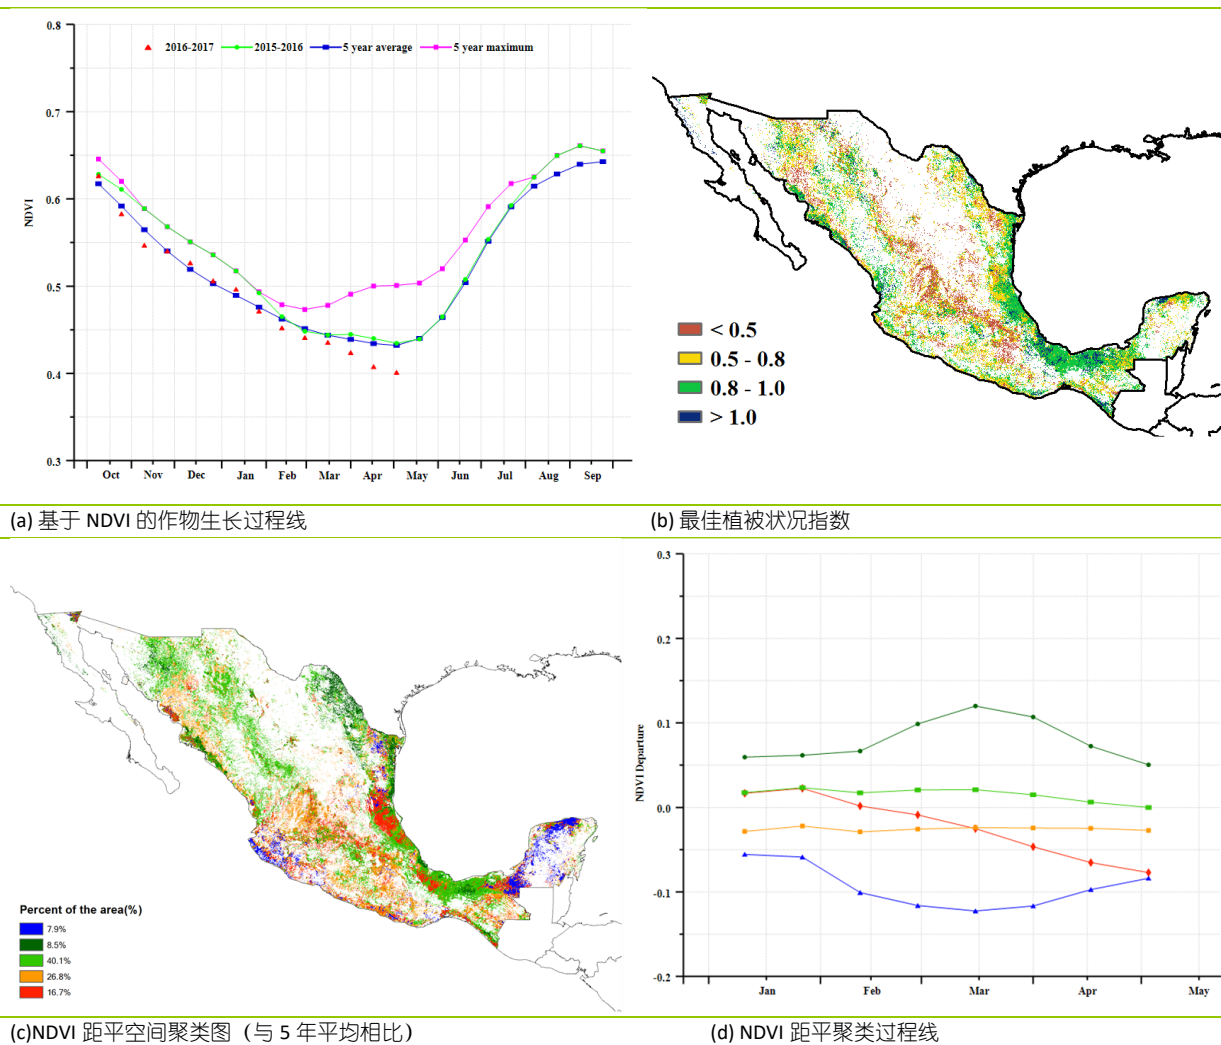 0.8
0.7
0.6
0.5
0.4
0.3
NDVI
2016-2017
2015-2016
5 year average
5 year maximum
Oct Nov Dec Jan Feb Mar Apr May Jun Jul Aug Sep
< 0.5
0.5 - 0.8
0.8 - 1.0
> 1.0
(a) 基于 NDVI 的作物生长过程线
(b) 最佳植被状况指数
Percent of the area(%)
7.9%
8.5%
40.1%
26.8%
16.7%
0.3
0.2
0.1
0.0
-0.1
-0.2
NDVI Departure
Jan Feb Mar Apr May
(c)NDVI 距平空间聚类图（与 5 年平均相比）
(d) NDVI 距平聚类过程线